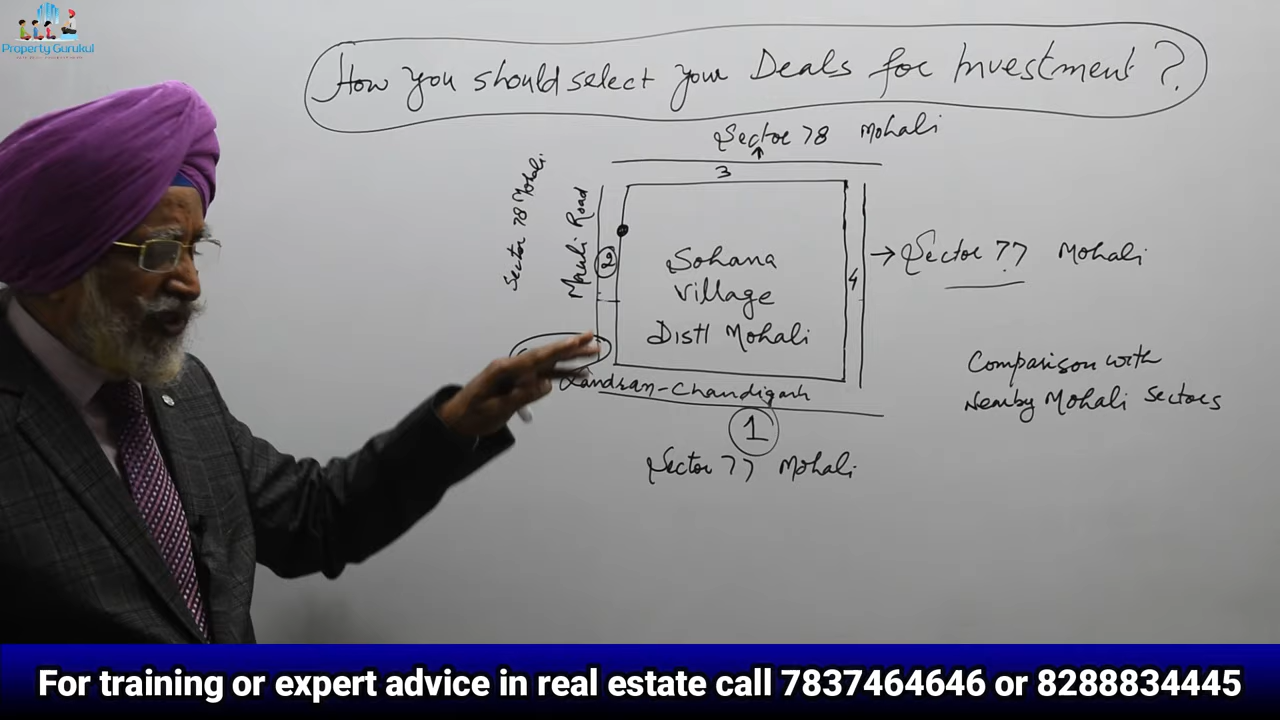 Property Gurukul
How you should select your Deals for Investment ?
Sector 78 Mohali
3
Sector 78 Mohali
Mauli Road
2
Sohana
Village
Distt Mohali
4
Sector 77 Mohali
Comparison with
Nearby Mohali Sectors
Landran-Chandigarh
1
Sector 77 Mohali
For training or expert advice in real estate call 7837464646 or 8288834445